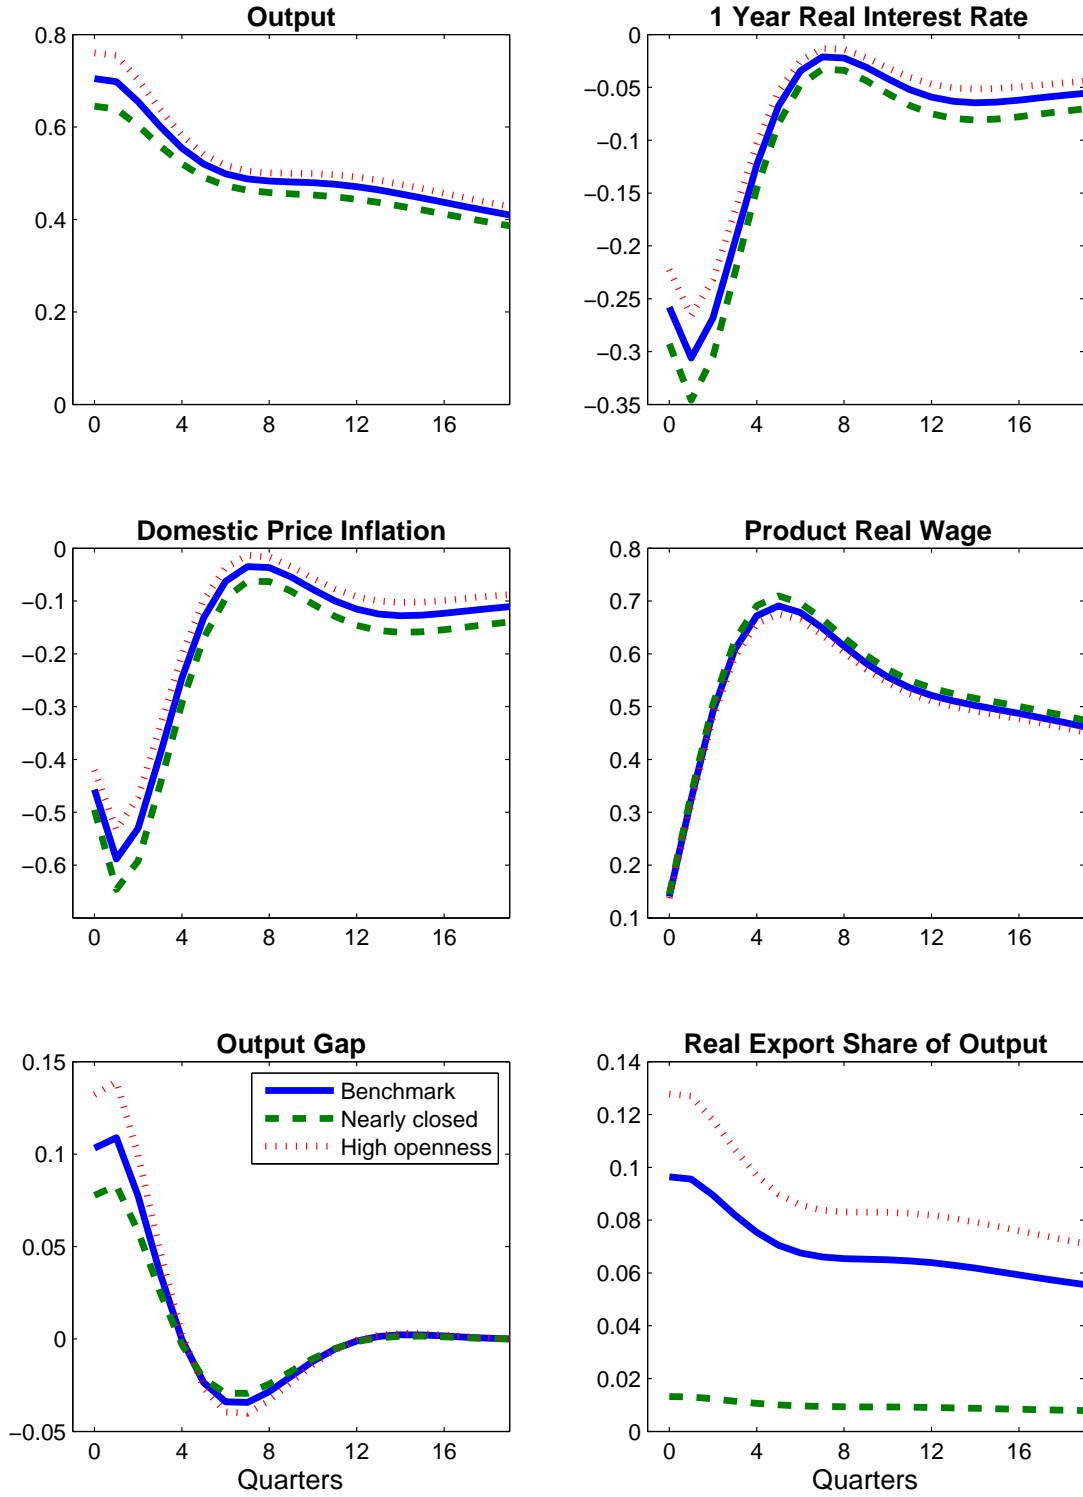 Output
0.8
0.6
0.4
0.2
0
0 4 8 12 16
1 Year Real Interest Rate
0
−0.05
−0.1
−0.15
−0.2
−0.25
−0.3
−0.35
0 4 8 12 16
Domestic Price Inflation
0
−0.1
−0.2
−0.3
−0.4
−0.5
−0.6
0 4 8 12 16
Product Real Wage
0.8
0.7
0.6
0.5
0.4
0.3
0.2
0.1
0 4 8 12 16
Output Gap
0.15
0.1
0.05
0
−0.05
Benchmark
Nearly closed
High openness
0 4 8 12 16
Quarters
Real Export Share of Output
0.14
0.12
0.1
0.08
0.06
0.04
0.02
0
0 4 8 12 16
Quarters